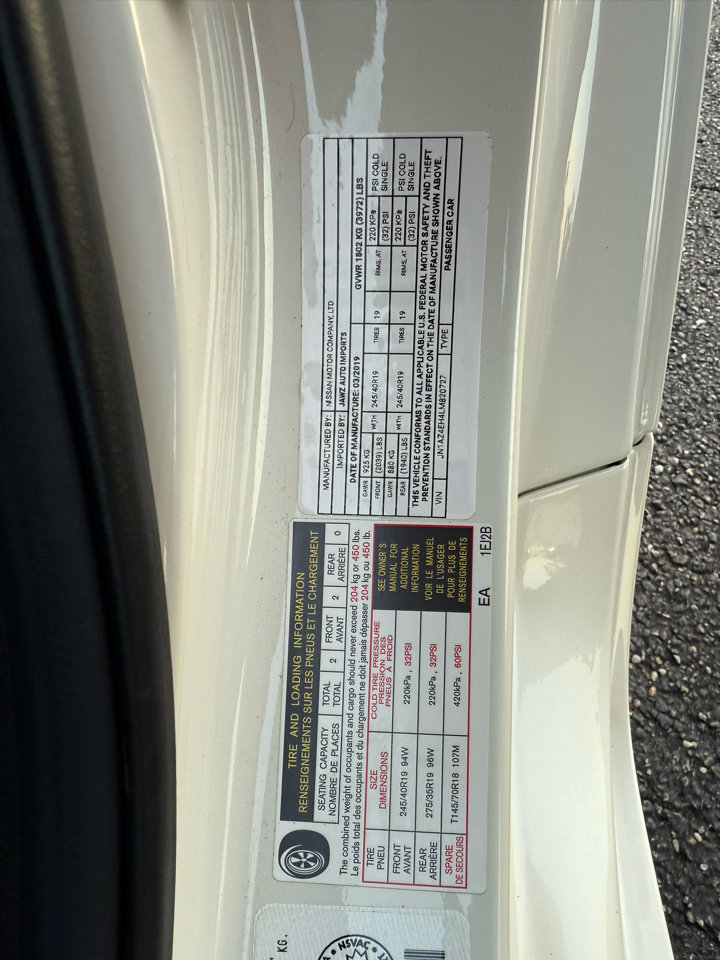 MANUFACTURED BY: NISSAN MOTOR COMPANY, LTD
IMPORTED BY: JAWZ AUTO IMPORTS
DATE OF MANUFACTURE: 03/2019 GVWR 1802 KG (3972) LBS
GAWR 925 KG WITH 245/40R19 TIRES 19 RIMS, AT 220 KPa PSI COLD
FRONT (2039) LBS (32) PSI SINGLE
GAWR 880 KG WITH 245/40R19 TIRES 19 RIMS, AT 220 KPa PSI COLD
REAR (1940) LBS (32) PSI SINGLE
THIS VEHICLE CONFORMS TO ALL APPLICABLE U.S. FEDERAL MOTOR SAFETY AND THEFT
PREVENTION STANDARDS IN EFFECT ON THE DATE OF MANUFACTURE SHOWN ABOVE.
VIN JN1AZ4EH4LM820727 TYPE PASSENGER CAR
TIRE AND LOADING INFORMATION
RENSEIGNEMENTS SUR LES PNEUS ET LE CHARGEMENT
SEATING CAPACITY TOTAL 2 FRONT 2 REAR 0
NOMBRE DE PLACES TOTAL AVANT ARRIÈRE
The combined weight of occupants and cargo should never exceed 204 kg or 450 lbs.
Le poids total des occupants et du chargement ne doit jamais dépasser 204 kg ou 450 lb.
TIRE
PNEU
SIZE
DIMENSIONS
COLD TIRE PRESSURE
PRESSION DES
PNEUS À FROID
FRONT
AVANT
245/40R19 94W
220kPa , 32PSI
REAR
ARRIÈRE
275/35R19 96W
220kPa , 32PSI
SPARE
DE SECOURS
T145/70R18 107M
420kPa , 60PSI
SEE OWNER'S
MANUAL FOR
ADDITIONAL
INFORMATION
VOIR LE MANUEL
DE L'USAGER
POUR PLUS DE
RENSEIGNEMENTS
EA 1EJ2B
KG.
NSVAC